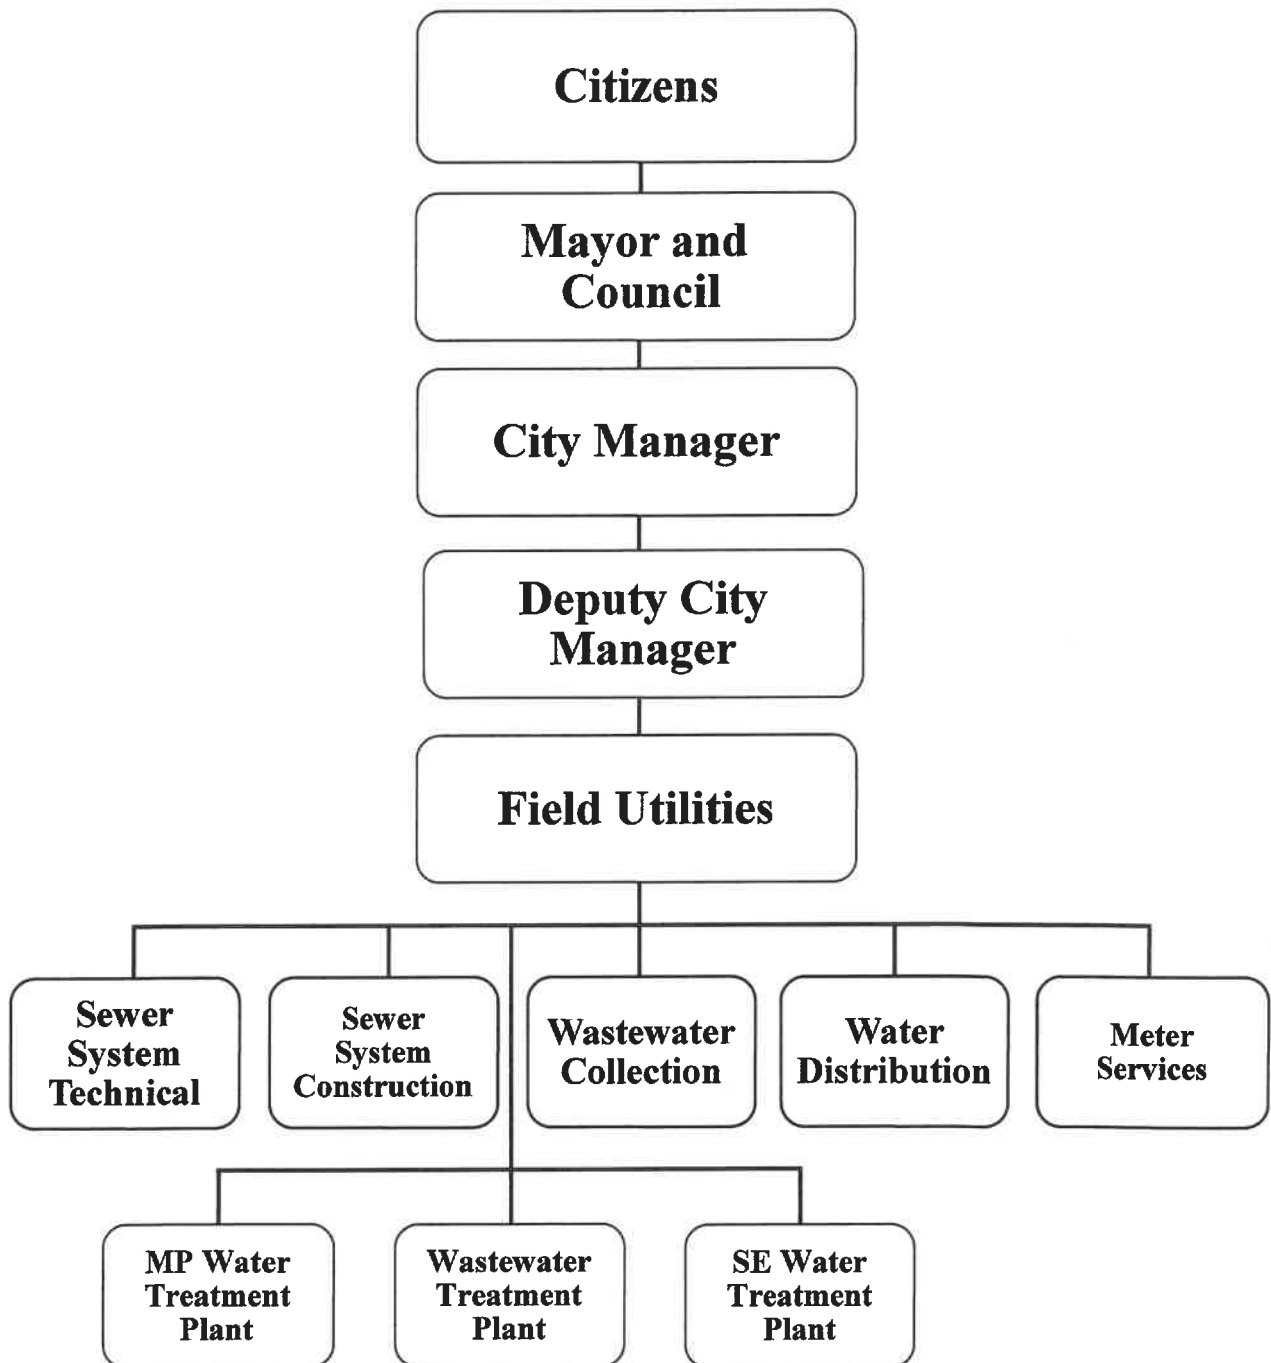 Citizens
Mayor and
Council
City Manager
Deputy City
Manager
Field Utilities
Sewer
System
Technical
Sewer
System
Construction
Wastewater
Collection
Water
Distribution
Meter
Services
MP Water
Treatment
Plant
Wastewater
Treatment
Plant
SE Water
Treatment
Plant